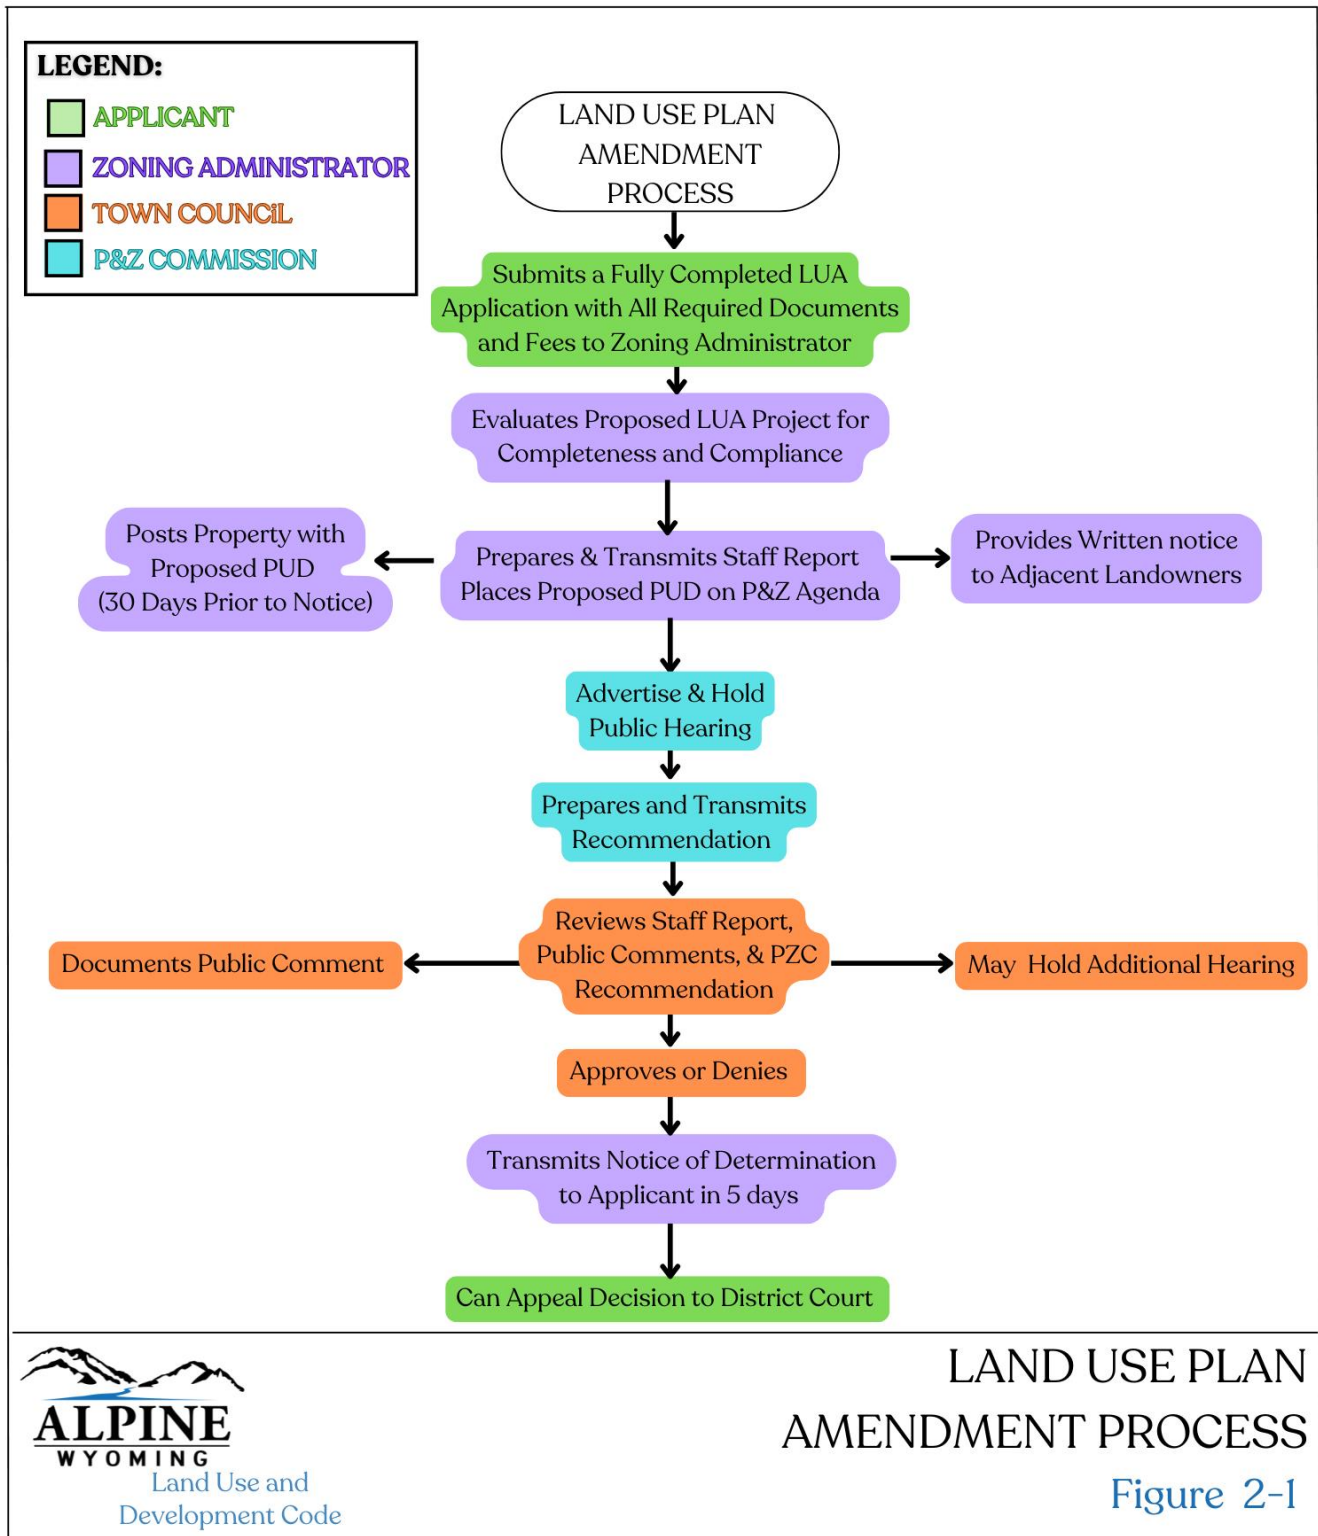 LEGEND:
APPLICANT
ZONING ADMINISTRATOR
TOWN COUNCiL
P&Z COMMISSION
LAND USE PLAN
AMENDMENT
PROCESS
Submits a Fully Completed LUA
Application with All Required Documents
and Fees to Zoning Administrator
Evaluates Proposed LUA Project for
Completeness and Compliance
Posts Property with
Proposed PUD
(30 Days Prior to Notice)
Prepares & Transmits Staff Report
Places Proposed PUD on P&Z Agenda
Provides Written notice
to Adjacent Landowners
Advertise & Hold
Public Hearing
Prepares and Transmits
Recommendation
Documents Public Comment
Reviews Staff Report,
Public Comments, & PZC
Recommendation
May Hold Additional Hearing
Approves or Denies
Transmits Notice of Determination
to Applicant in 5 days
Can Appeal Decision to District Court
ALPINE
WYOMING
Land Use and
Development Code
LAND USE PLAN
AMENDMENT PROCESS
Figure 2-1